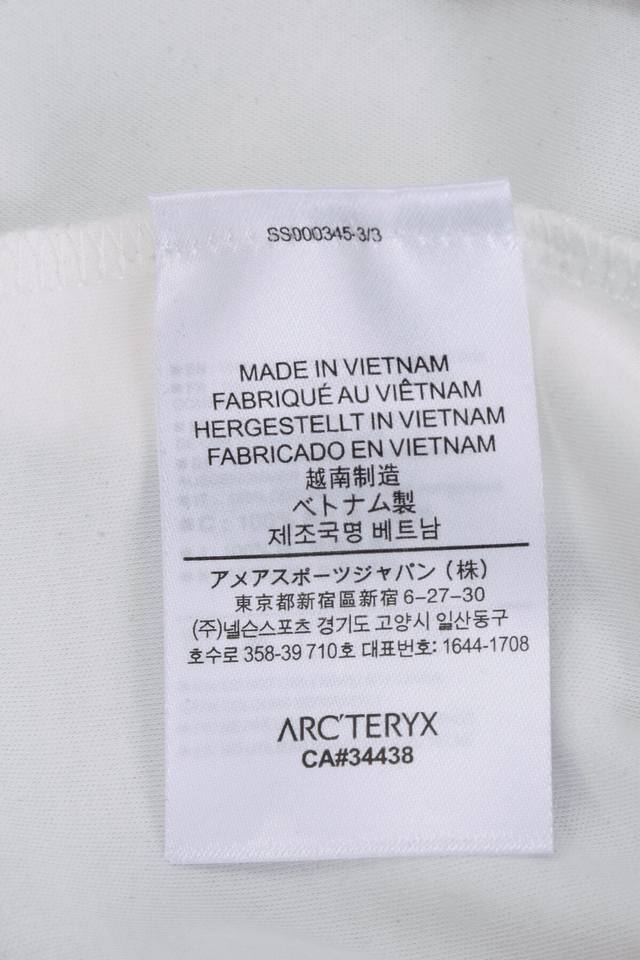 SS000345-3/3
MADE IN VIETNAM
FABRIQUÉ AU VIÊTNAM
HERGESTELLT IN VIETNAM
FABRICADO EN VIETNAM
越南制造
ベトナム製
제조국명 베트남
アメアスポーツジャパン（株）
東京都新宿區新宿 6-27-30
(주)넬슨스포츠 경기도 고양시 일산동구
호수로 358-39 710호 대표번호: 1644-1708
ARC'TERYX
CA#34438